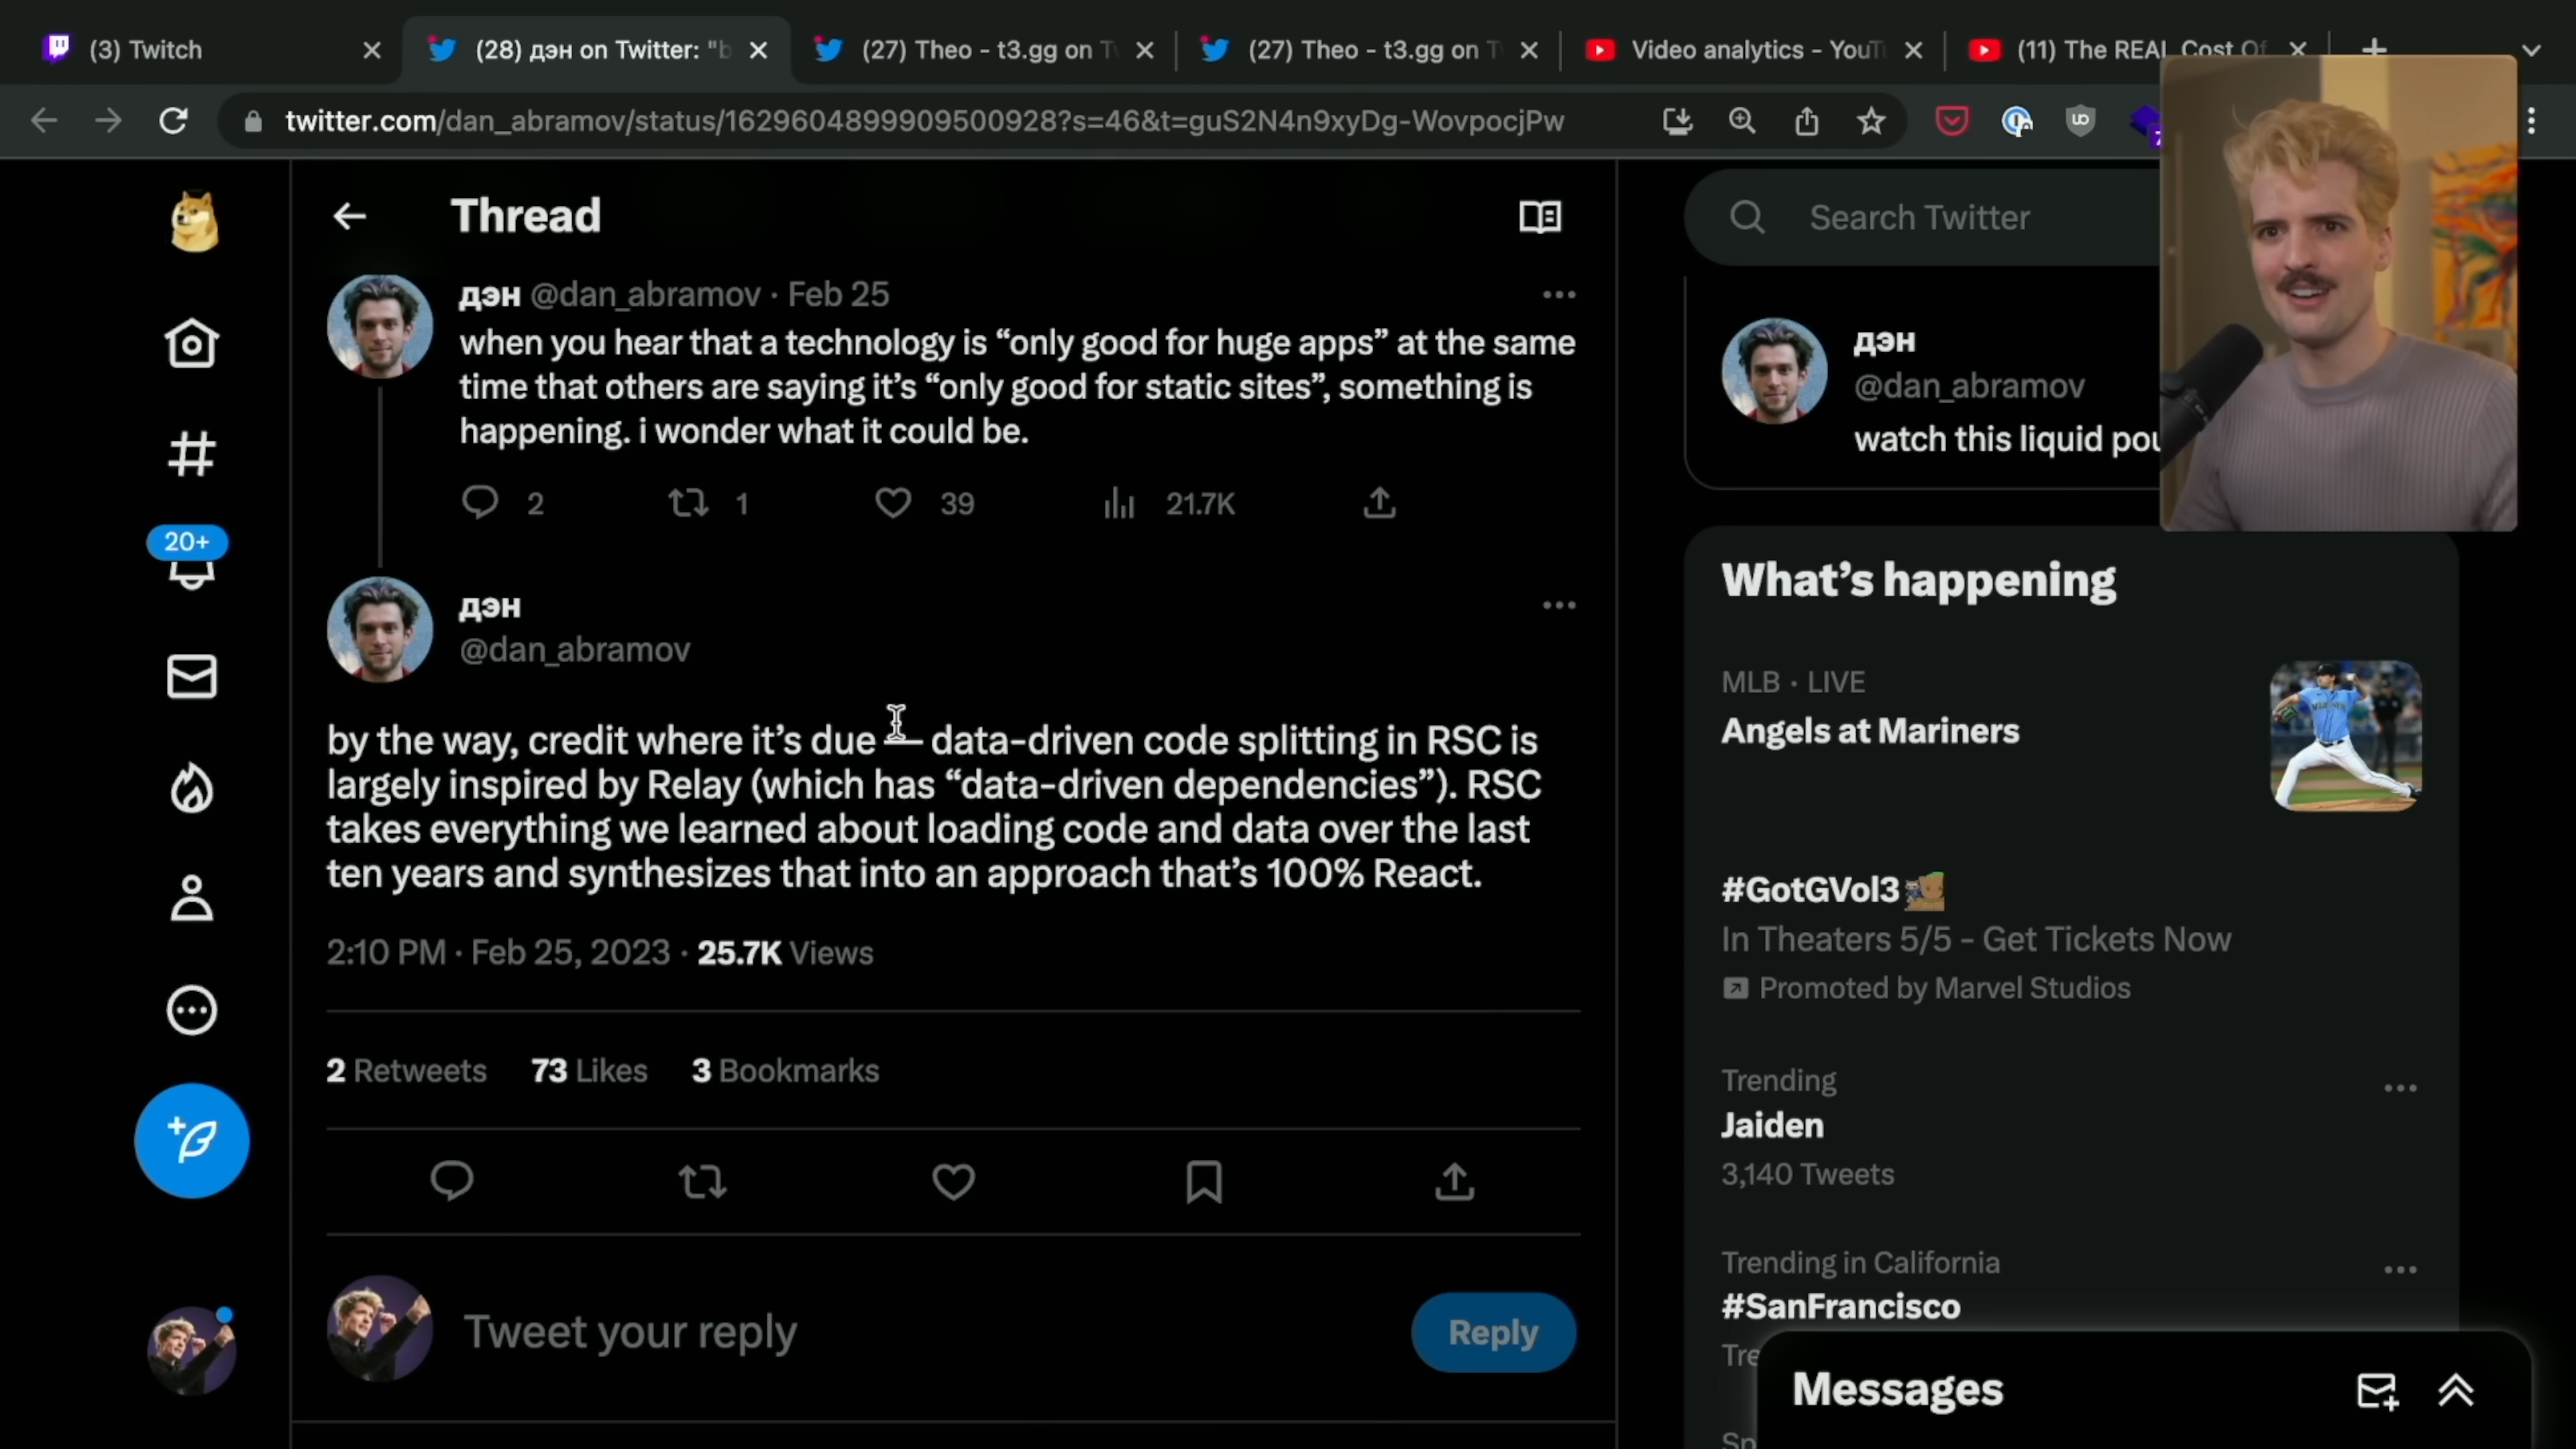 (3) Twitch
(28) дэн on Twitter: "b
(27) Theo - t3.gg on Tw
(27) Theo - t3.gg on T
Video analytics - YouTu
(11) The REAL Cost Of
twitter.com/dan_abramov/status/1629604899909500928?s=46&t=guS2N4n9xyDg-WovpocjPw
Thread
дэн @dan_abramov · Feb 25
when you hear that a technology is “only good for huge apps” at the same
time that others are saying it’s “only good for static sites”, something is
happening. i wonder what it could be.
2 1 39 21.7K
дэн
@dan_abramov
by the way, credit where it’s due — data-driven code splitting in RSC is
largely inspired by Relay (which has “data-driven dependencies”). RSC
takes everything we learned about loading code and data over the last
ten years and synthesizes that into an approach that’s 100% React.
2:10 PM · Feb 25, 2023 · 25.7K Views
2 Retweets 73 Likes 3 Bookmarks
Tweet your reply
Reply
20+
Search Twitter
дэн
@dan_abramov
watch this liquid pou
What’s happening
MLB · LIVE
Angels at Mariners
#GotGVol3
In Theaters 5/5 - Get Tickets Now
Promoted by Marvel Studios
Trending
Jaiden
3,140 Tweets
Trending in California
#SanFrancisco
Tre
Messages